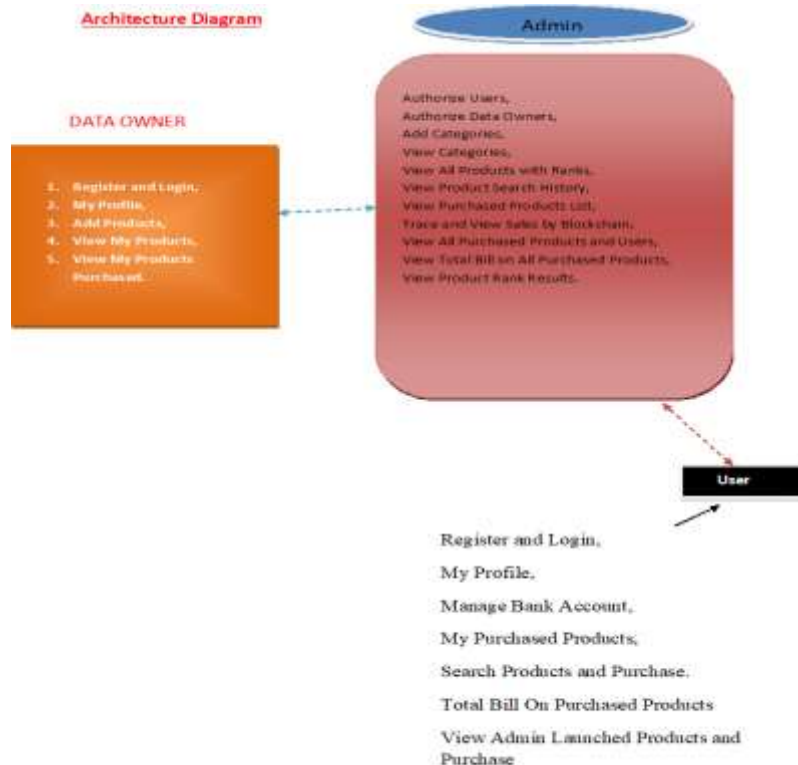 Architecture Diagram
Admin
Authorize Users,
Authorize Data Owners,
Add Categories,
View Categories,
View All Products with Ranks,
View Product Search History,
View Purchased Products List,
Trace and View Sales by Blockchain,
View All Purchased Products and Users,
View Total Bill on All Purchased Products,
View Product Rank Results.
DATA OWNER
1. Register and Login,
2. My Profile,
3. Add Products,
4. View My Products,
5. View My Products
Purchased.
User
Register and Login,
My Profile,
Manage Bank Account,
My Purchased Products,
Search Products and Purchase.
Total Bill On Purchased Products
View Admin Launched Products and
Purchase